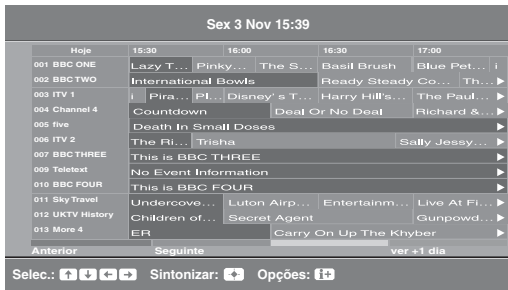 Sex 3 Nov 15:39
Hoje 15:30 16:00 16:30 17:00
001 BBC ONE Lazy T... Pinky... The S... Basil Brush Blue Pet... i
002 BBC TWO International Bowls Ready Steady Co... Th...
003 ITV 1 i Pira... Pl... Disney's T... Harry Hill's... The Paul...
004 Channel 4 Countdown Deal Or No Deal Richard &...
005 five Death In Small Doses
006 ITV 2 The Ri... Trisha Sally Jessy...
007 BBC THREE This is BBC THREE
009 Teletext No Event Information
010 BBC FOUR This is BBC FOUR
011 Sky Travel Undercove... Luton Airp... Entertainm... Live At Fi...
012 UKTV History Children of... Secret Agent Gunpowd...
013 More 4 ER Carry On Up The Khyber
Anterior Seguinte ver +1 dia
Selec.: Sintonizar: Opções: i+